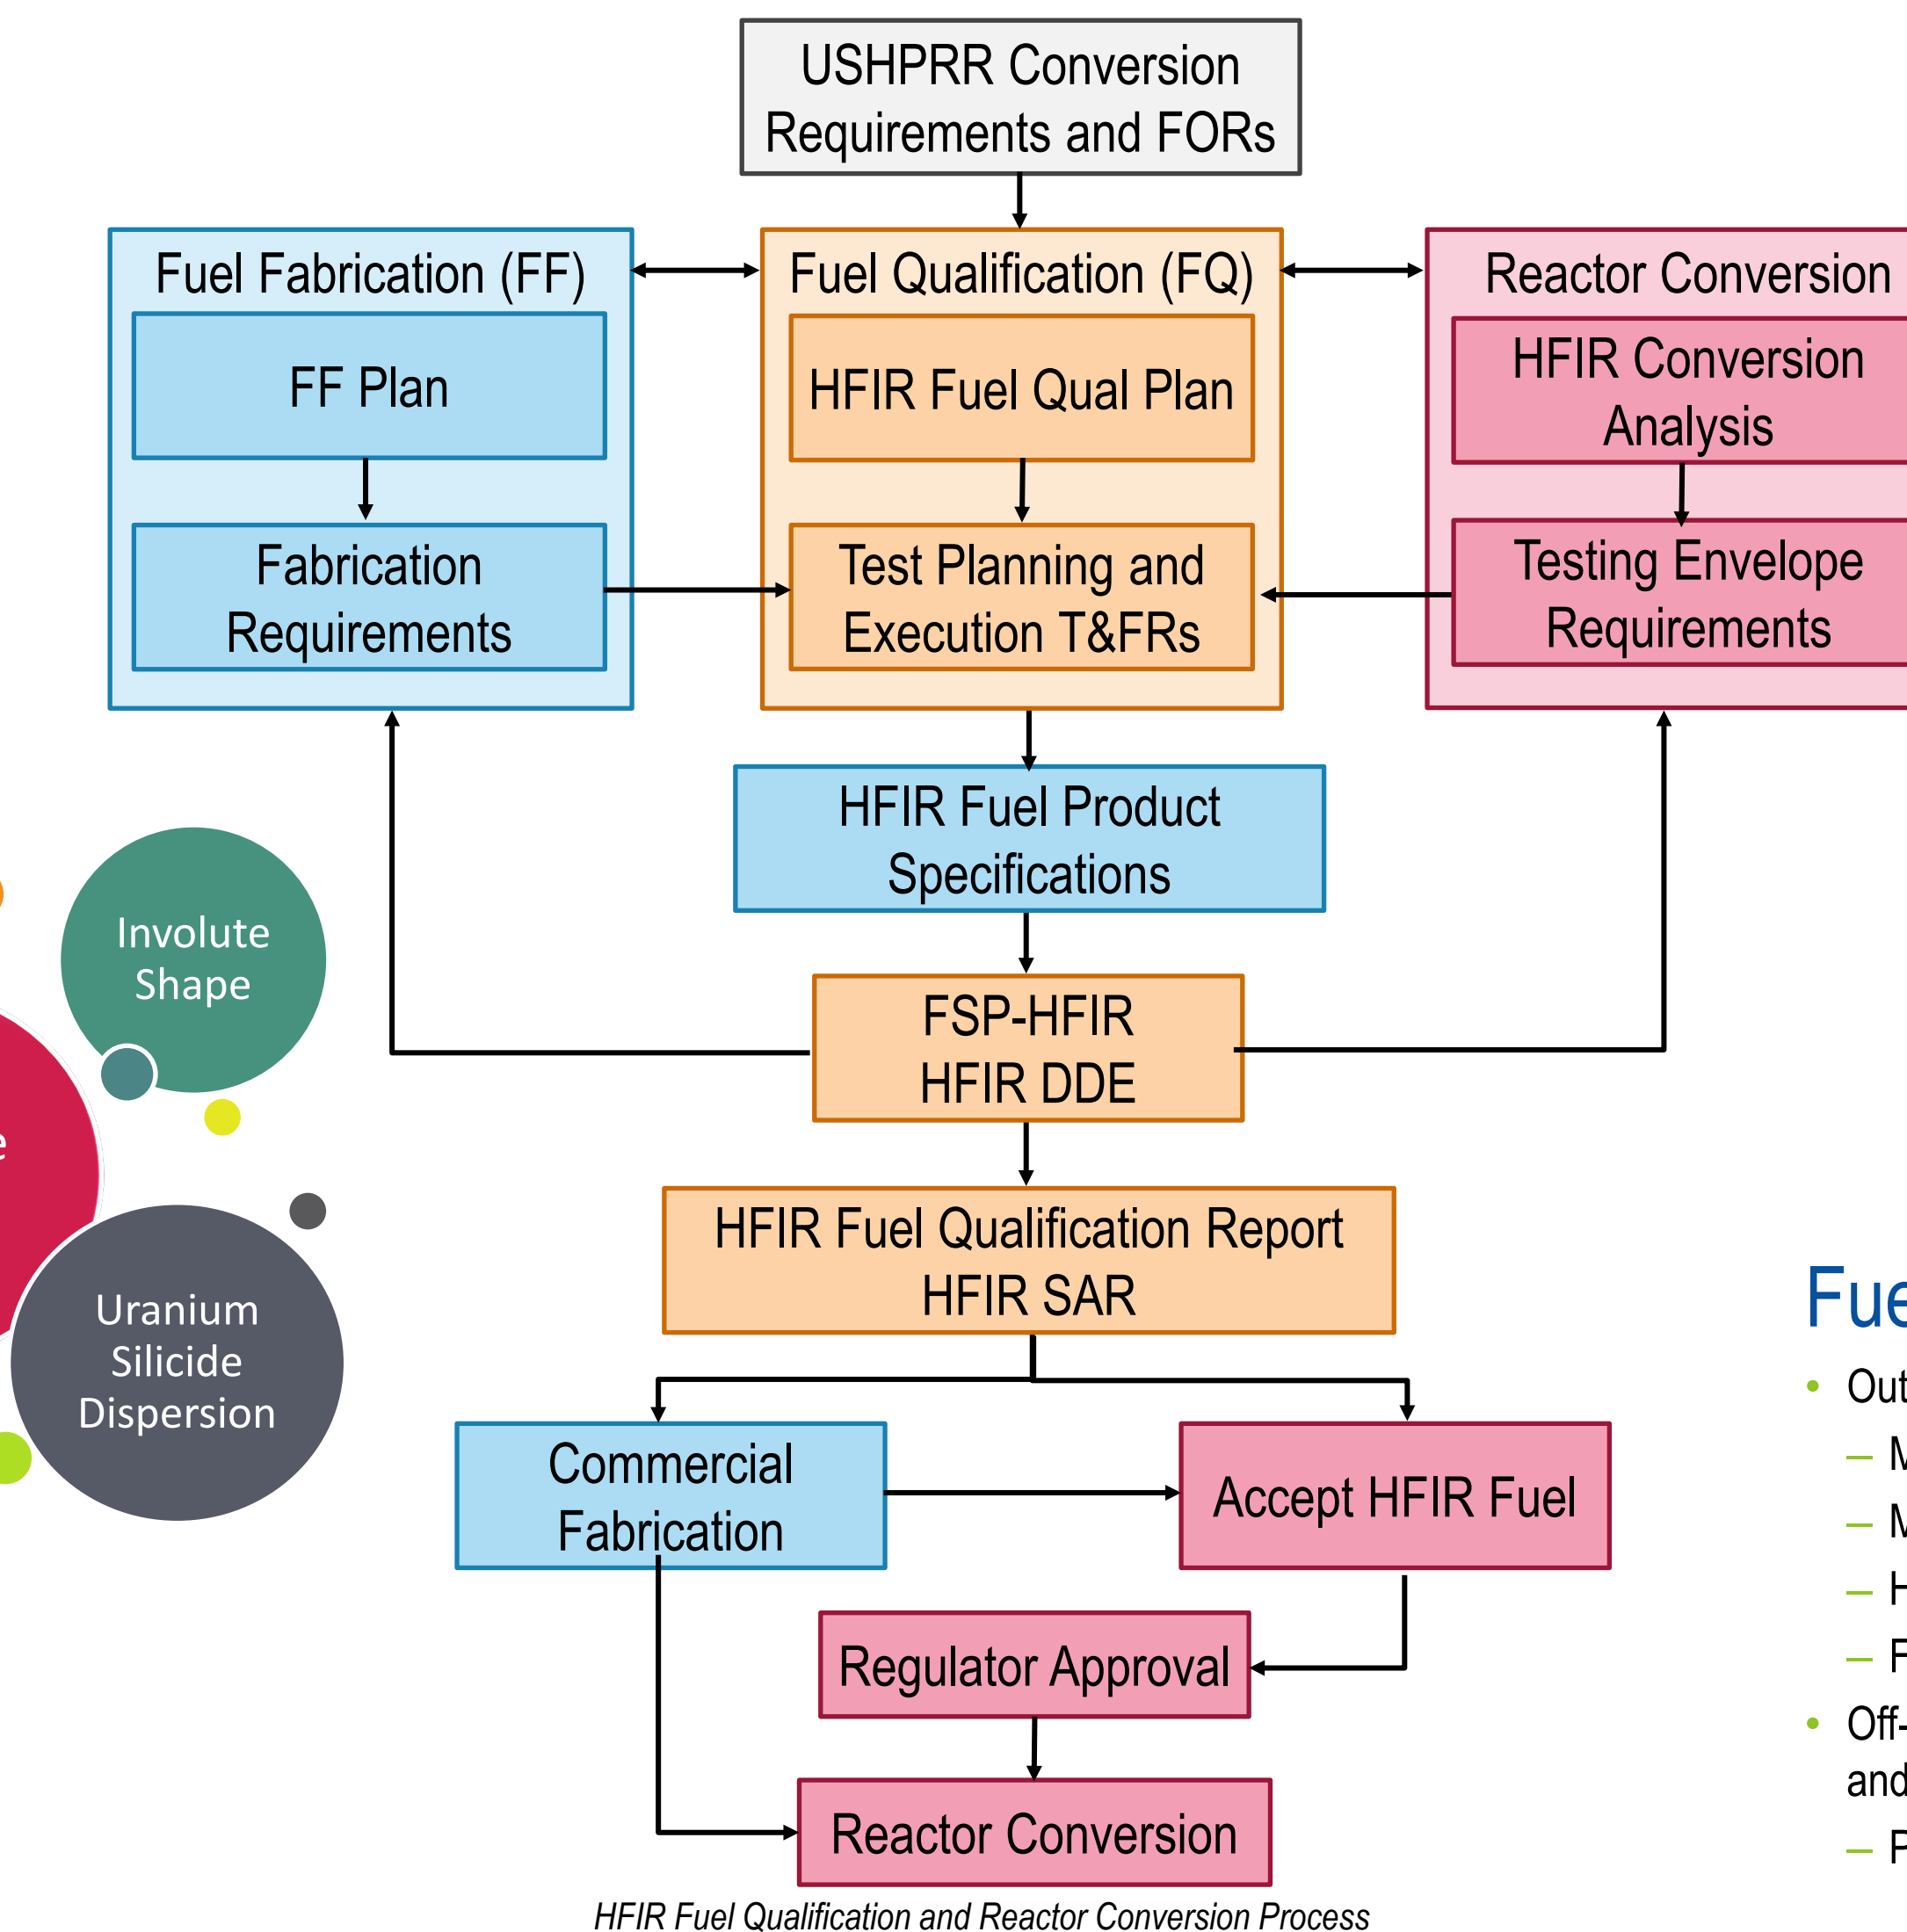 USHPRR Conversion
Requirements and FORs
Fuel Fabrication (FF)
FF Plan
Fabrication
Requirements
Fuel Qualification (FQ)
HFIR Fuel Qual Plan
Test Planning and
Execution T&FRs
Reactor Conversion
HFIR Conversion
Analysis
Testing Envelope
Requirements
HFIR Fuel Product
Specifications
FSP-HFIR
HFIR DDE
HFIR Fuel Qualification Report
HFIR SAR
Commercial
Fabrication
Accept HFIR Fuel
Regulator Approval
Reactor Conversion
HFIR Fuel Qualification and Reactor Conversion Process
Involute
Shape
Uranium
Silicide
Dispersion